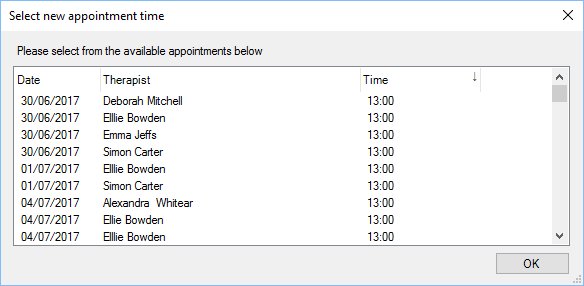 Select new appointment time
Please select from the available appointments below
Date Therapist Time ↓
30/06/2017 Deborah Mitchell 13:00
30/06/2017 Elllie Bowden 13:00
30/06/2017 Emma Jeffs 13:00
30/06/2017 Simon Carter 13:00
01/07/2017 Elllie Bowden 13:00
01/07/2017 Simon Carter 13:00
04/07/2017 Alexandra  Whitear 13:00
04/07/2017 Ellie Bowden 13:00
04/07/2017 Elllie Bowden 13:00
OK